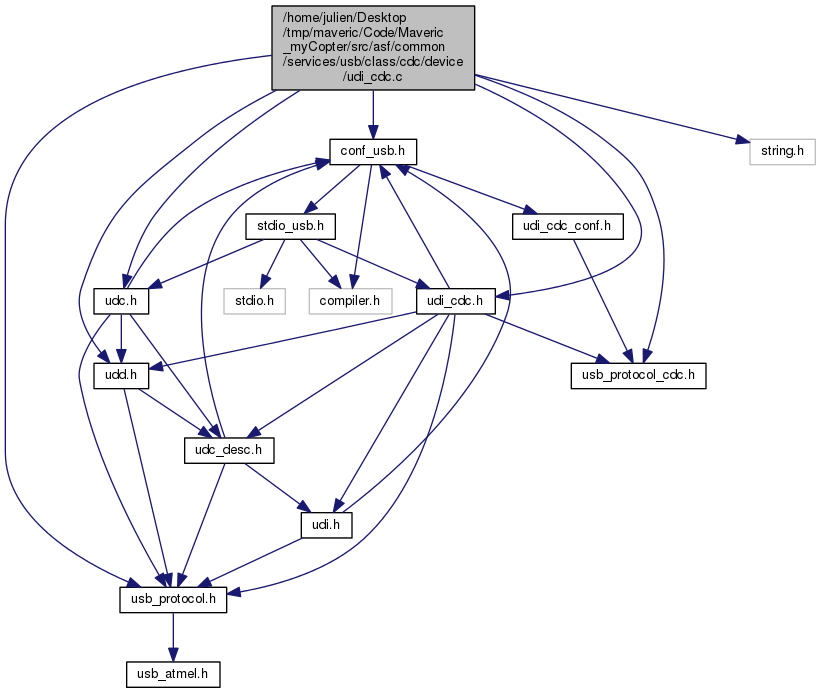 /home/julien/Desktop
/tmp/maveric/Code/Maveric
_myCopter/src/asf/common
/services/usb/class/cdc/device
/udi_cdc.c
conf_usb.h
string.h
stdio_usb.h
udi_cdc_conf.h
udc.h
stdio.h
compiler.h
udi_cdc.h
udd.h
usb_protocol_cdc.h
udc_desc.h
udi.h
usb_protocol.h
usb_atmel.h